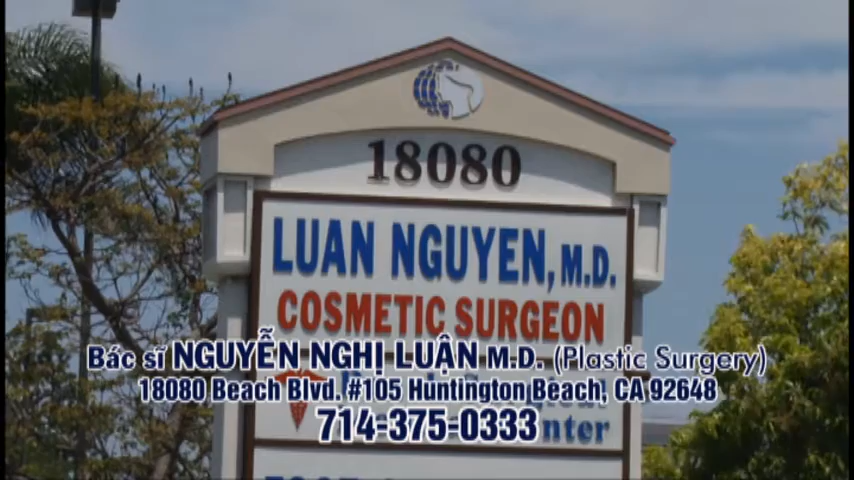 18080
LUAN NGUYEN, M.D.
COSMETIC SURGEON
Bác sĩ NGUYỄN NGHỊ LUẬN M.D. (Plastic Surgery)
18080 Beach Blvd. #105 Huntington Beach, CA 92648
714-375-0333